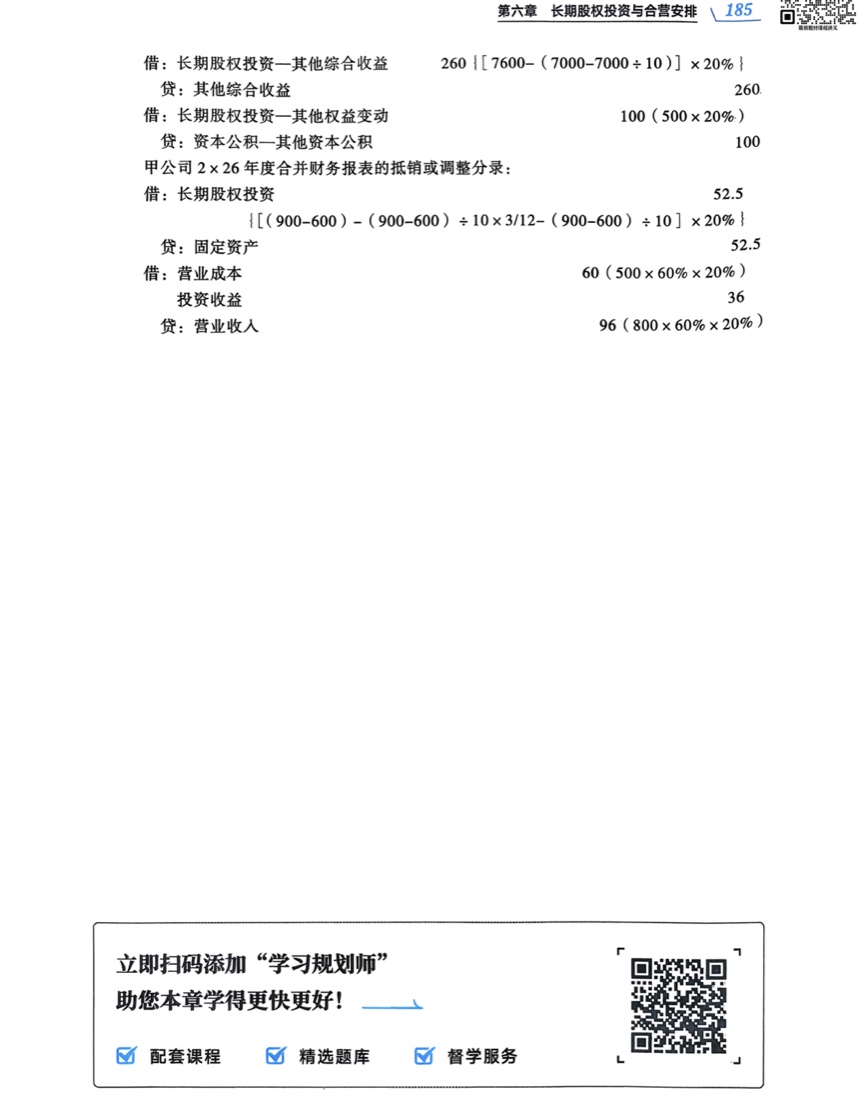 第六章 长期股权投资与合营安排 185
借：长期股权投资—其他综合收益 260｛［7600-（7000-7000÷10）］×20%｝
贷：其他综合收益 260
借：长期股权投资—其他权益变动 100（500×20%）
贷：资本公积—其他资本公积 100
甲公司2×26年度合并财务报表的抵销或调整分录：
借：长期股权投资 52.5
｛［（900-600）-（900-600）÷10×3/12-（900-600）÷10］×20%｝
贷：固定资产 52.5
借：营业成本 60（500×60%×20%）
投资收益 36
贷：营业收入 96（800×60%×20%）
立即扫码添加“学习规划师”
助您本章学得更快更好！
配套课程 精选题库 督学服务